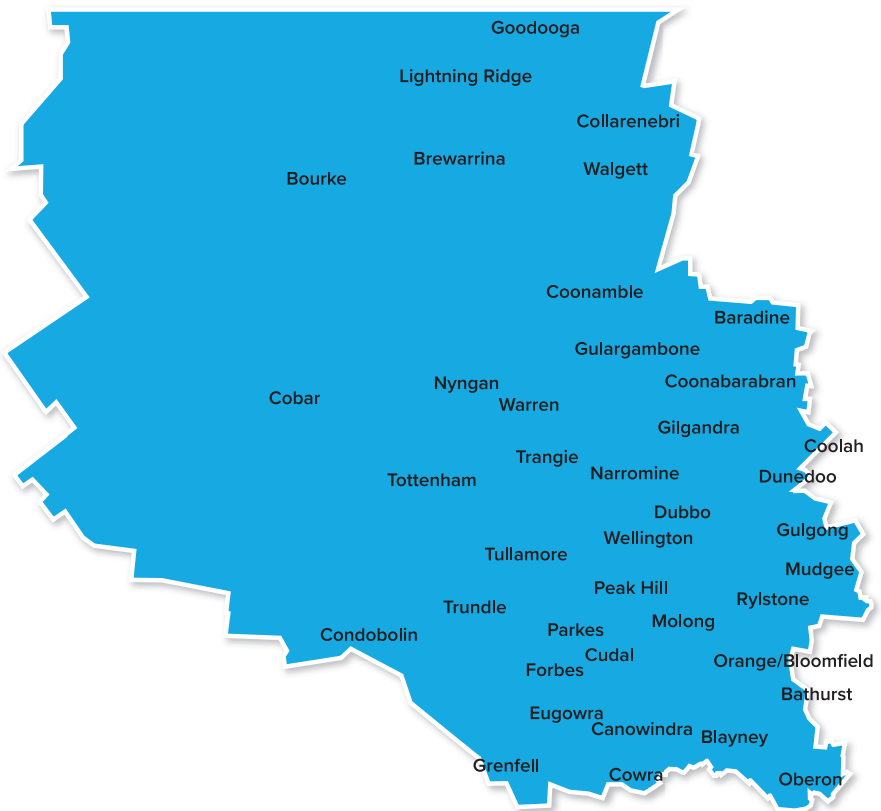 Goodooga
Lightning Ridge
Collarenebri
Brewarrina
Walgett
Bourke
Coonamble
Baradine
Gulargambone
Coonabarabran
Nyngan
Cobar
Warren
Gilgandra
Coolah
Trangie
Narromine
Dunedoo
Tottenham
Dubbo
Gulgong
Wellington
Tullamore
Mudgee
Peak Hill
Rylstone
Trundle
Molong
Parkes
Condobolin
Cudal
Orange/Bloomfield
Forbes
Bathurst
Eugowra
Canowindra
Blayney
Grenfell
Cowra
Oberon